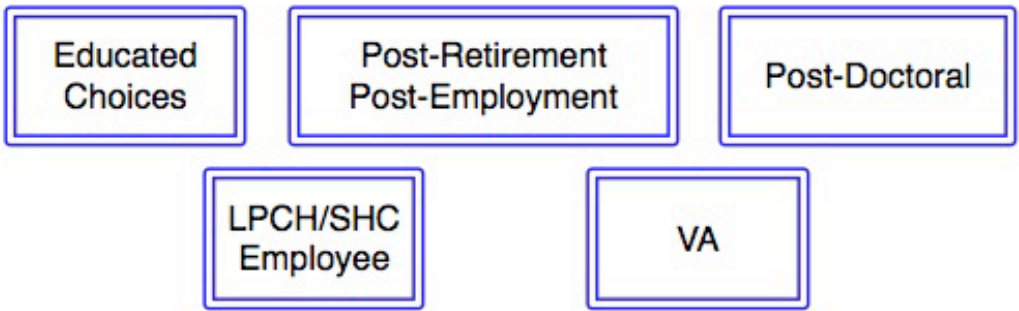 Educated
Choices
Post-Retirement
Post-Employment
Post-Doctoral
LPCH/SHC
Employee
VA